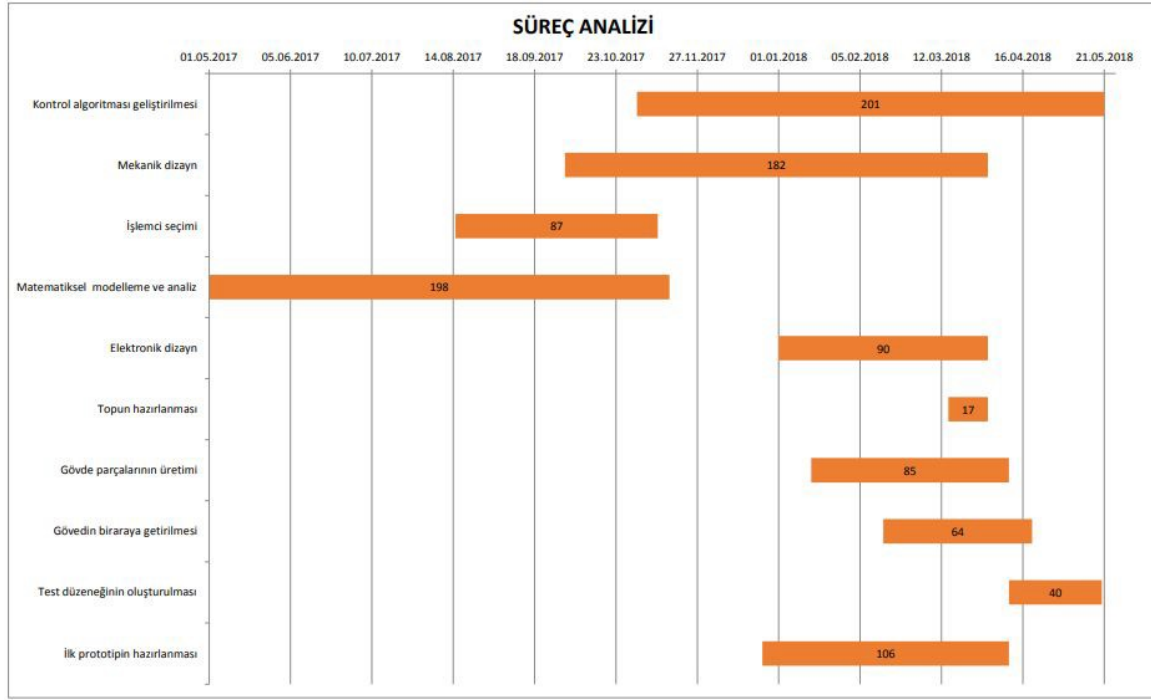 SÜREÇ ANALİZİ
01.05.2017 05.06.2017 10.07.2017 14.08.2017 18.09.2017 23.10.2017 27.11.2017 01.01.2018 05.02.2018 12.03.2018 16.04.2018 21.05.2018
Kontrol algoritması geliştirilmesi 201
Mekanik dizayn 182
İşlemci seçimi 87
Matematiksel modelleme ve analiz 198
Elektronik dizayn 90
Topun hazırlanması 17
Gövde parçalarının üretimi 85
Gövedin biraraya getirilmesi 64
Test düzeneğinin oluşturulması 40
İlk prototipin hazırlanması 106